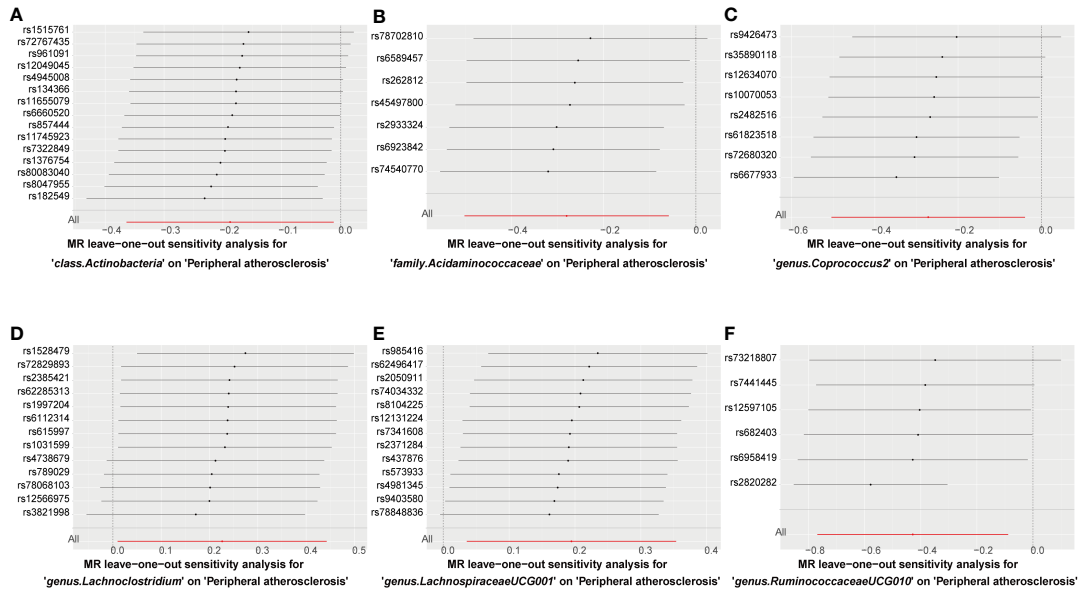 A
rs1515761
rs72767435
rs961091
rs12049045
rs4945008
rs134366
rs11655079
rs6660520
rs857444
rs11745923
rs7322849
rs1376754
rs80083040
rs8047955
rs182549
All
−0.4 −0.3 −0.2 −0.1 0.0
MR leave−one−out sensitivity analysis for
'class.Actinobacteria' on 'Peripheral atherosclerosis'
B
rs78702810
rs6589457
rs262812
rs45497800
rs2933324
rs6923842
rs74540770
All
−0.4 −0.2 0.0
MR leave−one−out sensitivity analysis for
'family.Acidaminococcaceae' on 'Peripheral atherosclerosis'
C
rs9426473
rs35890118
rs12634070
rs10070053
rs2482516
rs61823518
rs72680320
rs6677933
All
−0.6 −0.4 −0.2 0.0
MR leave−one−out sensitivity analysis for
'genus.Coprococcus2' on 'Peripheral atherosclerosis'
D
rs1528479
rs72829893
rs2385421
rs62285313
rs1997204
rs6112314
rs615997
rs1031599
rs4738679
rs789029
rs78068103
rs12566975
rs3821998
All
0.0 0.1 0.2 0.3 0.4 0.5
MR leave−one−out sensitivity analysis for
'genus.Lachnoclostridium' on 'Peripheral atherosclerosis'
E
rs985416
rs62496417
rs2050911
rs74034332
rs8104225
rs12131224
rs7341608
rs2371284
rs437876
rs573933
rs4981345
rs9403580
rs78848836
All
0.0 0.1 0.2 0.3 0.4
MR leave−one−out sensitivity analysis for
'genus.LachnospiraceaeUCG001' on 'Peripheral atherosclerosis'
F
rs73218807
rs7441445
rs12597105
rs682403
rs6958419
rs2820282
All
−0.8 −0.6 −0.4 −0.2 0.0
MR leave−one−out sensitivity analysis for
'genus.RuminococcaceaeUCG010' on 'Peripheral atherosclerosis'